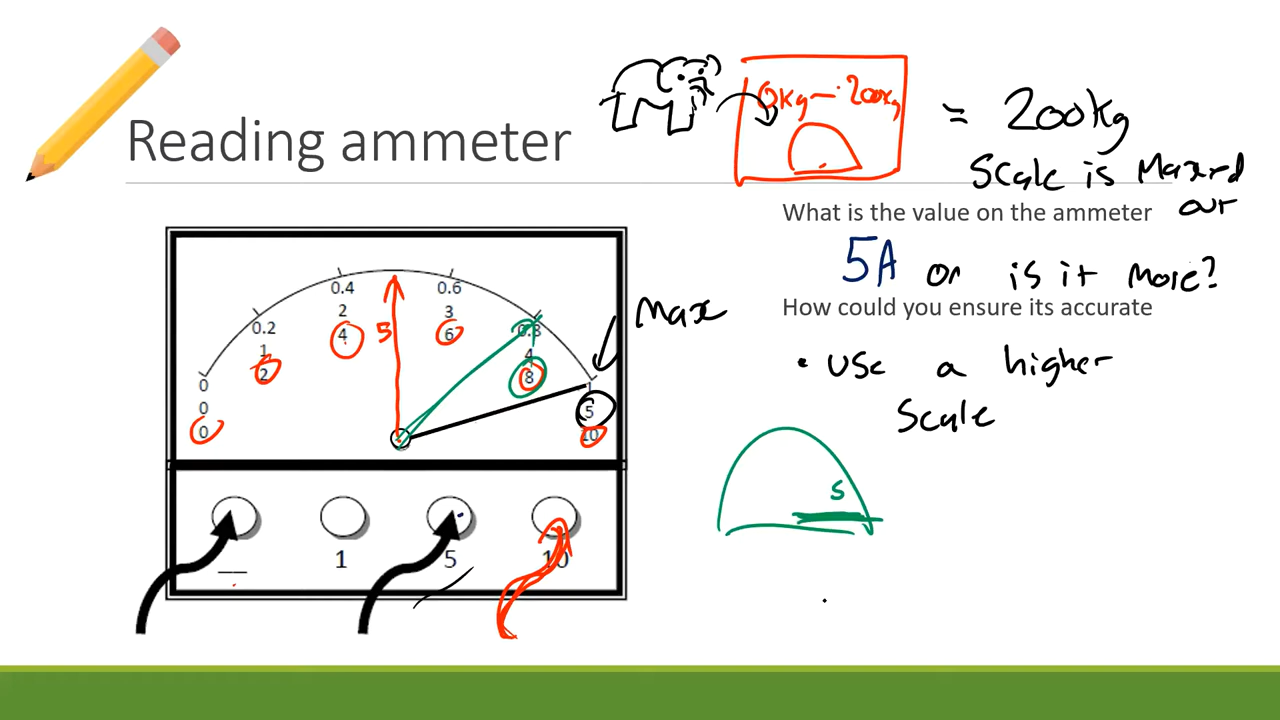 Reading ammeter
0kg – 200kg
= 200kg
Scale is Maxed
out
What is the value on the ammeter
5A or is it more?
How could you ensure its accurate
• Use a higher
Scale
Max
0 0.2 0.4 0.6 0.8 1
0 1 2 3 4 5
0 2 4 6 8 10
5
5
__ 1 5 10